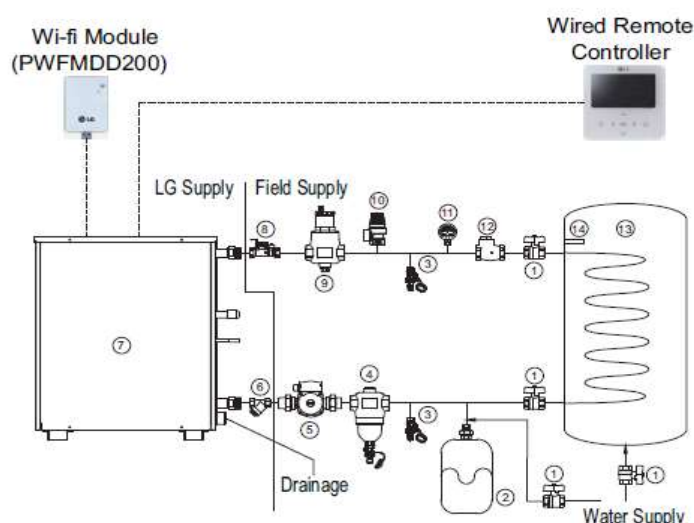 Wi-fi Module
(PWFMDD200)
Wired Remote
Controller
LG
LG Supply
Field Supply
10
11
12
14
13
8
3
1
9
7
4
1
6
5
3
2
1
1
Drainage
Water Supply